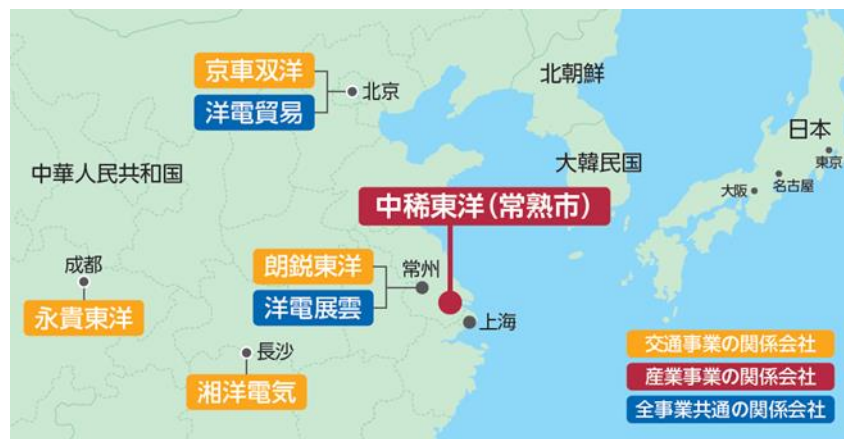 京車双洋
洋電貿易
北京
北朝鮮
日本
東京
名古屋
大阪
大韓民国
中華人民共和国
中稀東洋(常熟市)
成都
永貴東洋
朗鋭東洋
洋電展雲
常州
上海
長沙
湘洋電気
交通事業の関係会社
産業事業の関係会社
全事業共通の関係会社